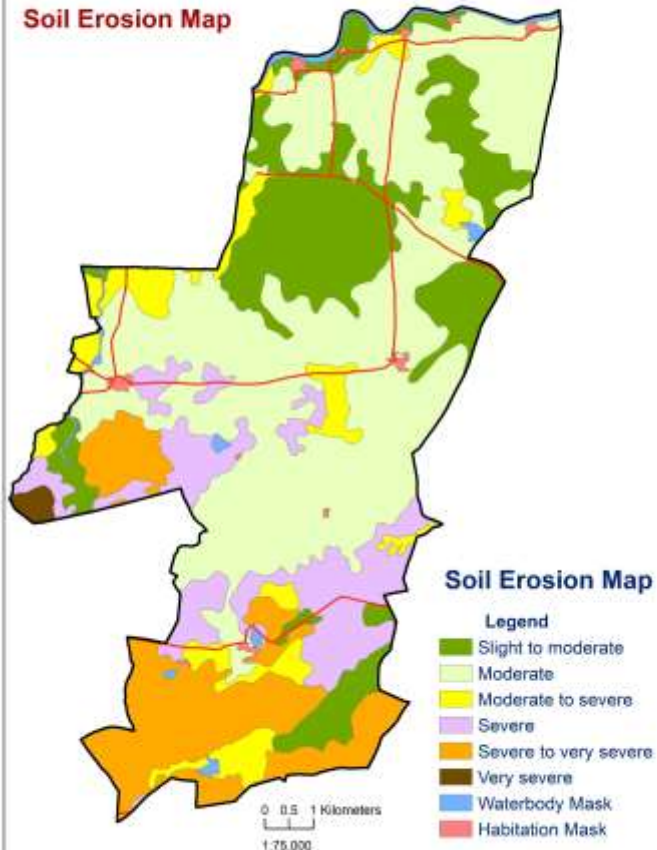 Soil Erosion Map
Soil Erosion Map
Legend
Slight to moderate
Moderate
Moderate to severe
Severe
Severe to very severe
Very severe
Waterbody Mask
Habitation Mask
0 0.5 1 Kilometers
1:75,000